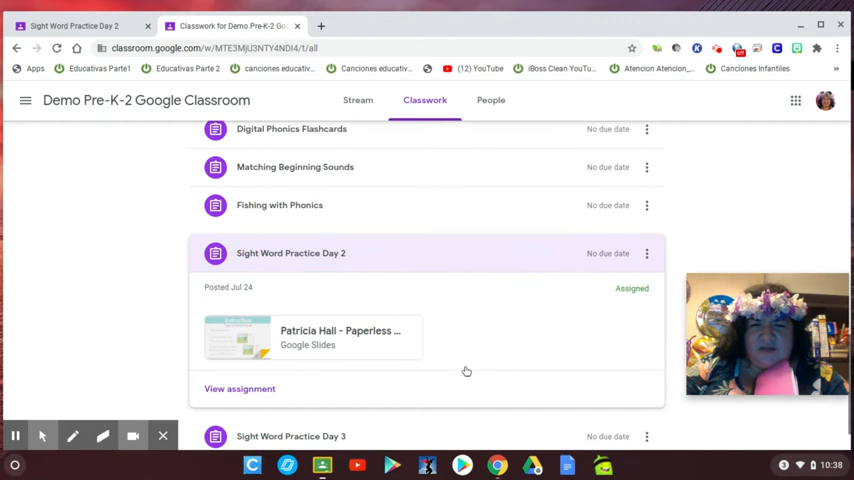 Sight Word Practice Day 2
Classwork for Demo Pre-K-2 Goo
classroom.google.com/w/MTE3MjU3NTY4NDI4/t/all
Apps Educativas Parte1 Educativas Parte 2 canciones educativ... Canciones educativ... (12) YouTube iBoss Clean YouTu... Atencion Atencion_... Canciones Infantiles
Demo Pre-K-2 Google Classroom
Stream Classwork People
Digital Phonics Flashcards No due date
Matching Beginning Sounds No due date
Fishing with Phonics No due date
Sight Word Practice Day 2 No due date
Posted Jul 24 Assigned
Patricia Hall - Paperless ...
Google Slides
View assignment
Sight Word Practice Day 3 No due date
3 10:38